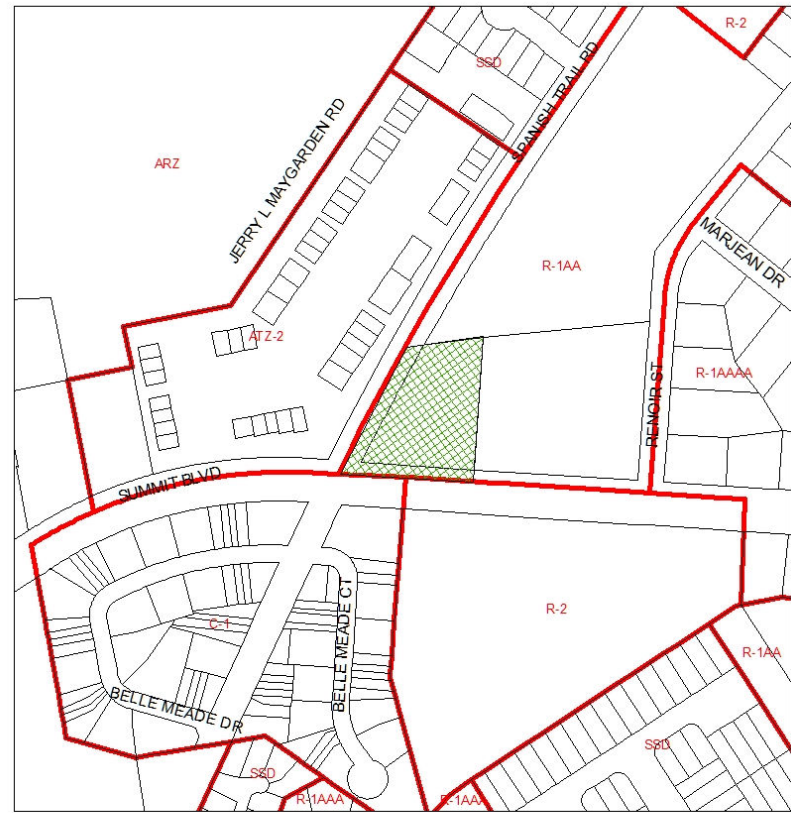 R-2
SSD
SPANISH TRAIL RD
JERRY L MAYGARDEN RD
ARZ
MARJEAN DR
R-1AA
ATZ-2
R-1AAAA
RENOIR ST
SUMMIT BLVD
R-2
C-1
BELLE MEADE CT
R-1AA
BELLE MEADE DR
SSD
SSD
R-1AAA
R-1AAA